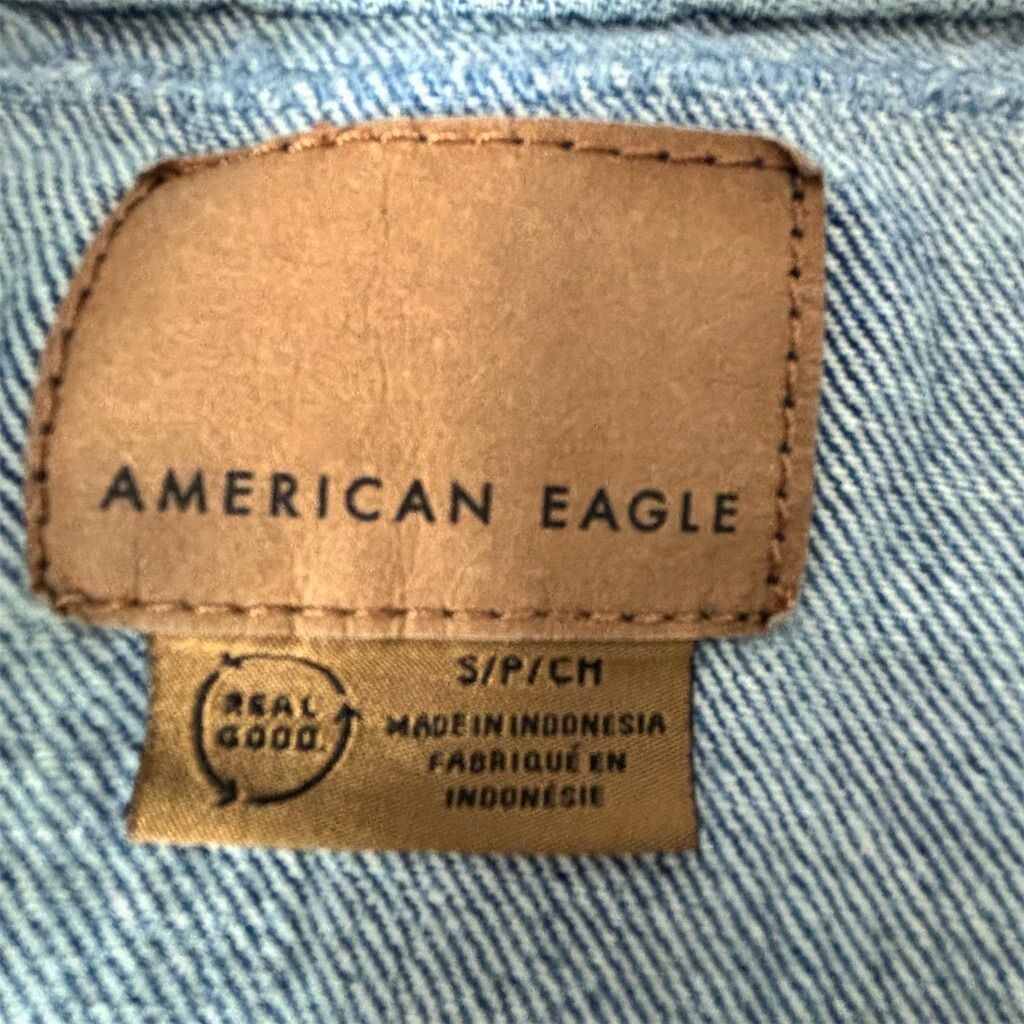 AMERICAN EAGLE
REAL
GOOD.
S/P/CH
MADE IN INDONESIA
FABRIQUÉ EN
INDONÉSIE